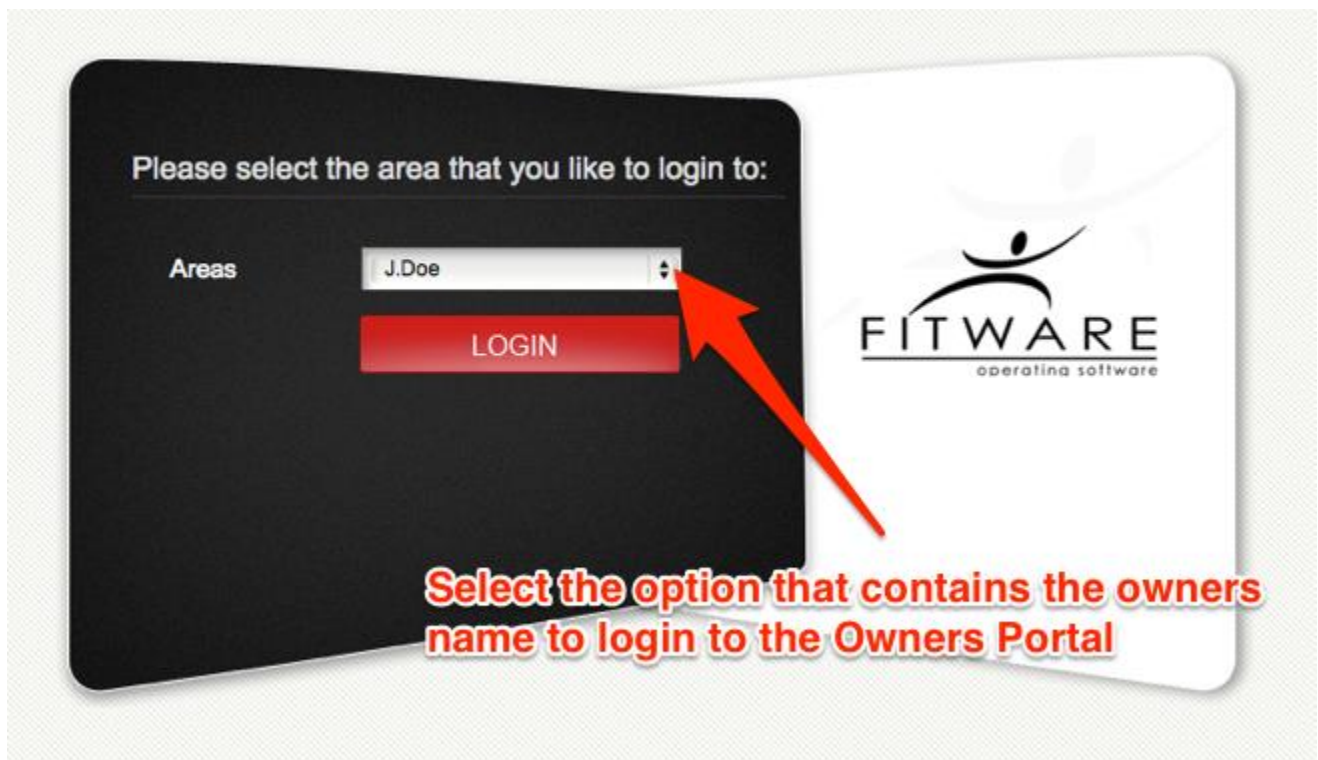 Please select the area that you like to login to:
Areas
J.Doe
LOGIN
FITWARE
operating software
Select the option that contains the owners
name to login to the Owners Portal